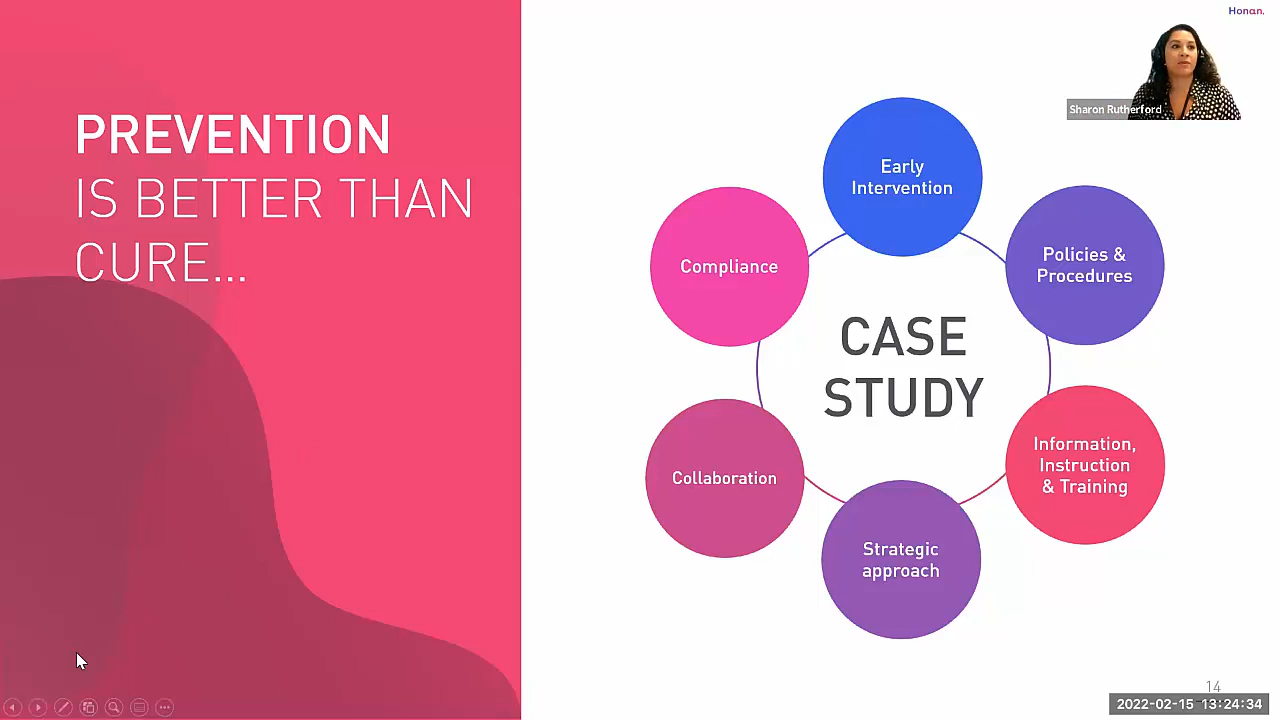 Honan.
Sharon Rutherford
PREVENTION
IS BETTER THAN
CURE...
Early
Intervention
Policies &
Procedures
Information,
Instruction
& Training
Strategic
approach
Collaboration
Compliance
CASE
STUDY
14
2022-02-15 13:24:34